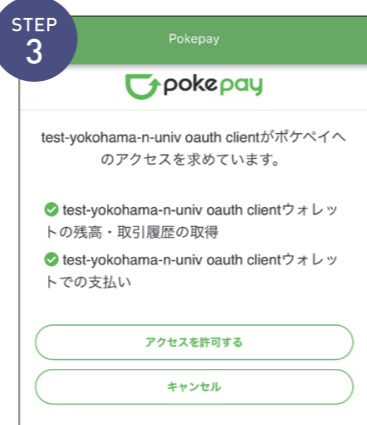 STEP
3
Pokepay
pokepay
test-yokohama-n-univ oauth clientがポケペイへ
のアクセスを求めています。
test-yokohama-n-univ oauth clientウォレッ
トの残高・取引履歴の取得
test-yokohama-n-univ oauth clientウォレッ
トでの支払い
アクセスを許可する
キャンセル